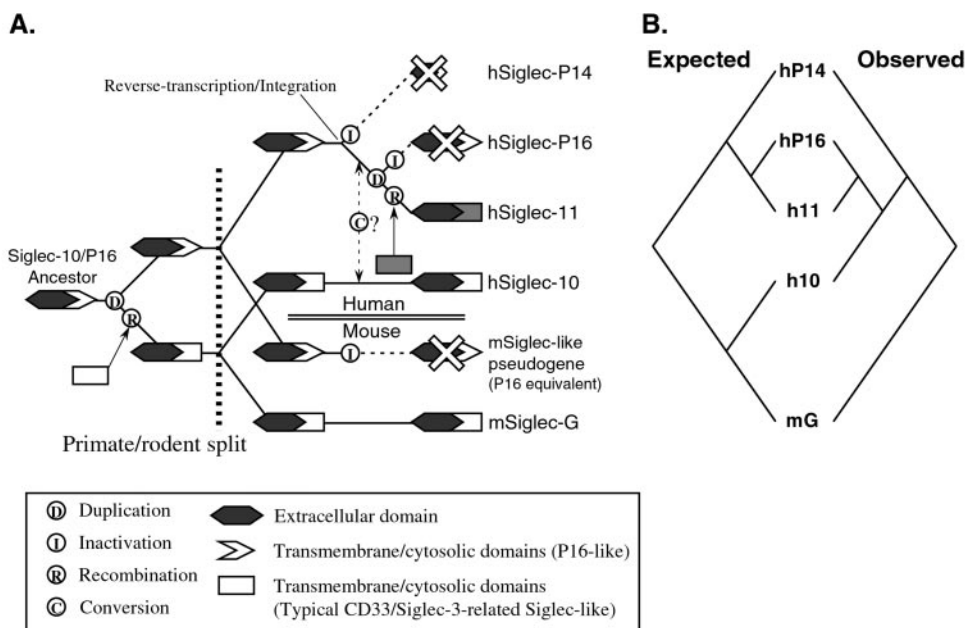 A.
Reverse-transcription/Integration
hSiglec-P14
I
I
hSiglec-P16
D
R
hSiglec-11
C?
Siglec-10/P16
Ancestor
D
R
hSiglec-10
Human
Mouse
I
mSiglec-like
pseudogene
(P16 equivalent)
mSiglec-G
Primate/rodent split
D Duplication
I Inactivation
R Recombination
C Conversion
Extracellular domain
Transmembrane/cytosolic domains (P16-like)
Transmembrane/cytosolic domains
(Typical CD33/Siglec-3-related Siglec-like)
B.
Expected
Observed
hP14
hP16
h11
h10
mG